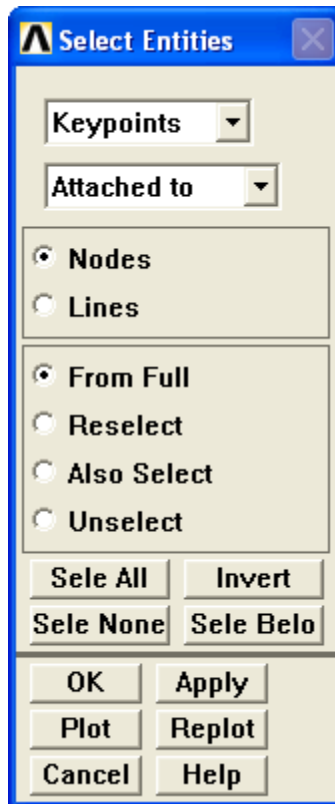 Select Entities
Keypoints
Attached to
Nodes
Lines
From Full
Reselect
Also Select
Unselect
Sele All Invert
Sele None Sele Belo
OK Apply
Plot Replot
Cancel Help